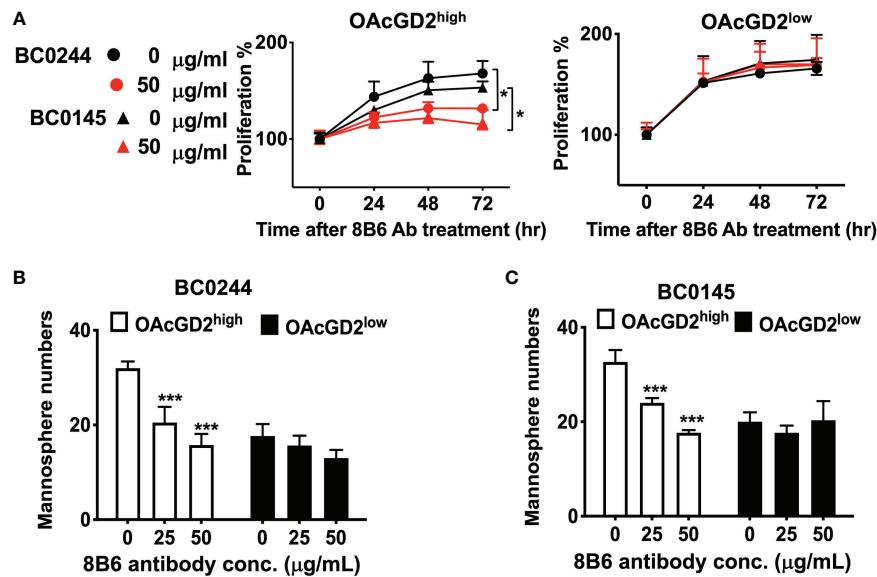 A
OAcGD2high
OAcGD2low
BC0244 ● 0 μg/ml
● 50 μg/ml
BC0145 ▲ 0 μg/ml
▲ 50 μg/ml
Proliferation %
200
100
*
*
0 24 48 72
Time after 8B6 Ab treatment (hr)
Proliferation %
200
100
0 24 48 72
Time after 8B6 Ab treatment (hr)
B
BC0244
OAcGD2high OAcGD2low
Mannosphere numbers
40
20
0
***
***
0 25 50 0 25 50
8B6 antibody conc. (μg/mL)
C
BC0145
OAcGD2high OAcGD2low
Mannosphere numbers
40
20
0
***
***
0 25 50 0 25 50
8B6 antibody conc. (μg/mL)